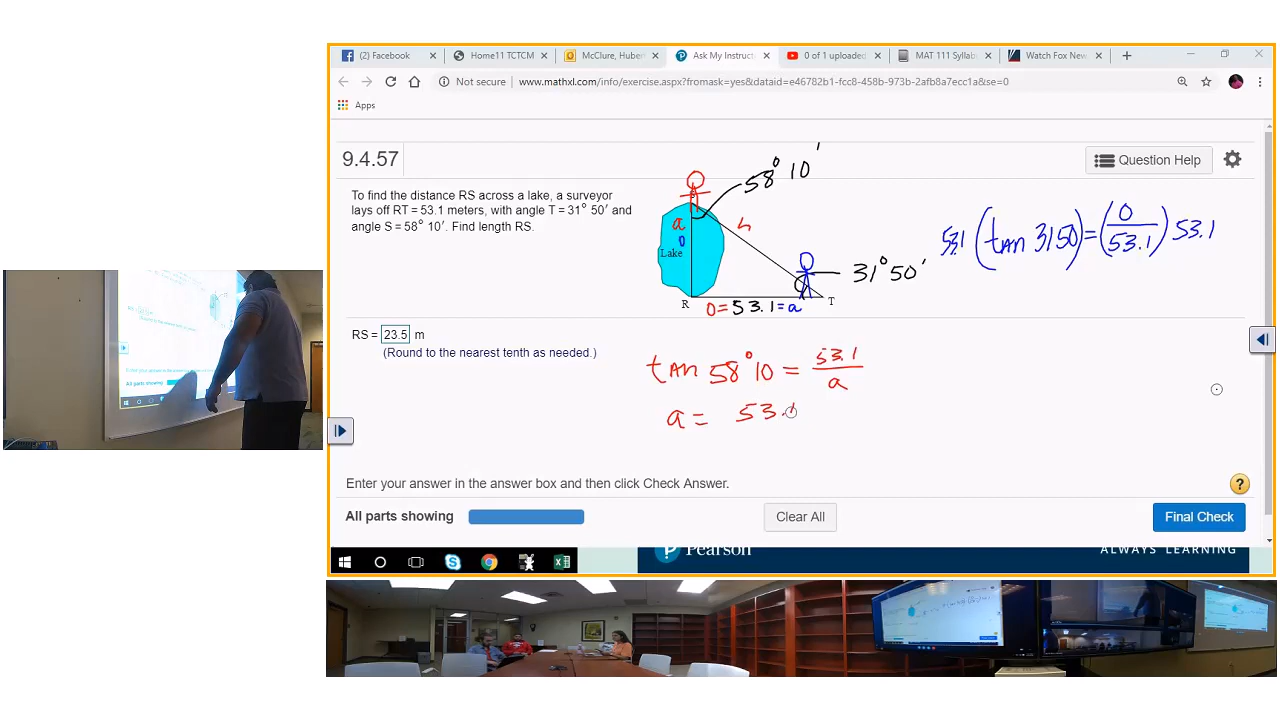 (2) Facebook
Home11 TCTCM
McClure, Huber
Ask My Instruct
0 of 1 uploaded
MAT 111 Syllab
Watch Fox New
Not secure
www.mathxl.com/info/exercise.aspx?fromask=yes&dataid=e46782b1-fcc8-458b-973b-2afb8a7ecc1a&se=0
Apps
9.4.57
Question Help
To find the distance RS across a lake, a surveyor
lays off RT = 53.1 meters, with angle T = 31° 50′ and
angle S = 58° 10′. Find length RS.
58° 10′
a
o
h
Lake
31° 50′
R
o = 53.1 = a
T
53.1 (tan 3150) = (o/53.1) 53.1
RS = 23.5 m
(Round to the nearest tenth as needed.)
tan 58° 10 = 53.1/a
a = 53.1
Enter your answer in the answer box and then click Check Answer.
?
All parts showing
Clear All
Final Check
Pearson
ALWAYS LEARNING